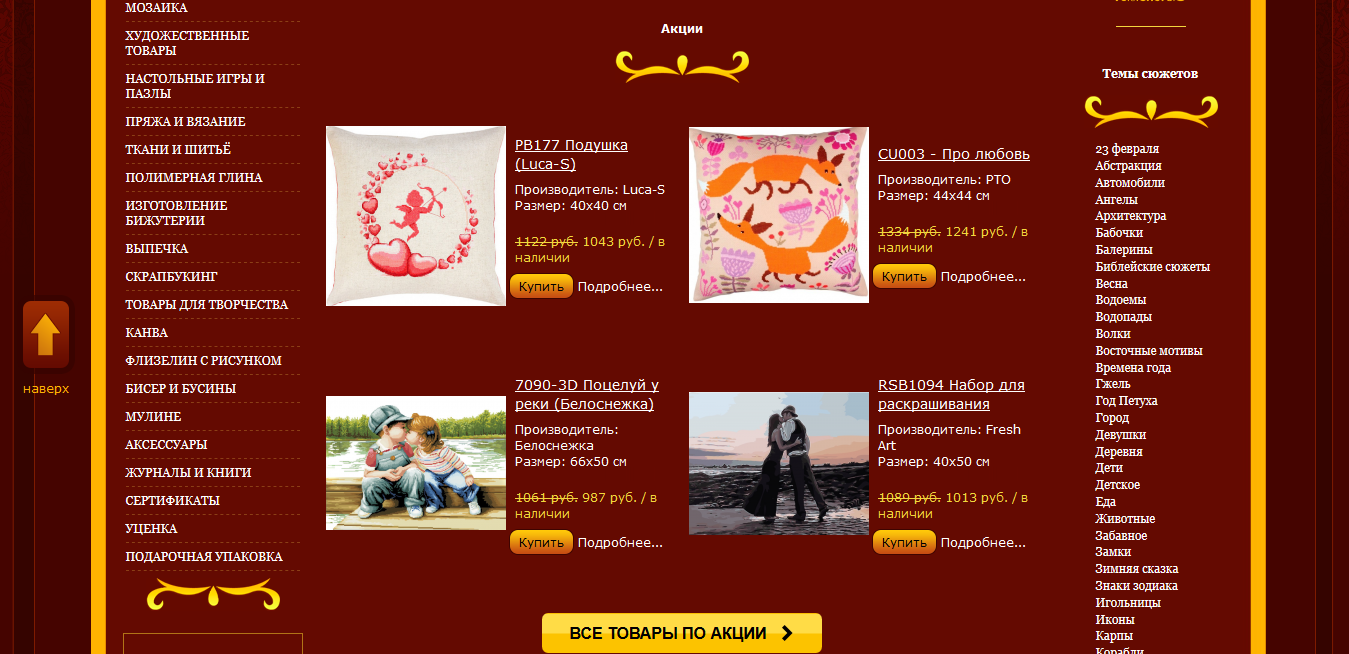 МОЗАИКА
ХУДОЖЕСТВЕННЫЕ
ТОВАРЫ
НАСТОЛЬНЫЕ ИГРЫ И
ПАЗЛЫ
ПРЯЖА И ВЯЗАНИЕ
ТКАНИ И ШИТЬЁ
ПОЛИМЕРНАЯ ГЛИНА
ИЗГОТОВЛЕНИЕ
БИЖУТЕРИИ
ВЫПЕЧКА
СКРАПБУКИНГ
ТОВАРЫ ДЛЯ ТВОРЧЕСТВА
КАНВА
ФЛИЗЕЛИН С РИСУНКОМ
БИСЕР И БУСИНЫ
МУЛИНЕ
АКСЕССУАРЫ
ЖУРНАЛЫ И КНИГИ
СЕРТИФИКАТЫ
УЦЕНКА
ПОДАРОЧНАЯ УПАКОВКА
наверх
Акции
PB177 Подушка
(Luca-S)
Производитель: Luca-S
Размер: 40х40 см
1122 руб. 1043 руб. / в
наличии
Купить Подробнее...
CU003 - Про любовь
Производитель: РТО
Размер: 44х44 см
1334 руб. 1241 руб. / в
наличии
Купить Подробнее...
7090-3D Поцелуй у
реки (Белоснежка)
Производитель:
Белоснежка
Размер: 66х50 см
1061 руб. 987 руб. / в
наличии
Купить Подробнее...
RSB1094 Набор для
раскрашивания
Производитель: Fresh
Art
Размер: 40х50 см
1089 руб. 1013 руб. / в
наличии
Купить Подробнее...
ВСЕ ТОВАРЫ ПО АКЦИИ
Темы сюжетов
23 февраля
Абстракция
Автомобили
Ангелы
Архитектура
Бабочки
Балерины
Библейские сюжеты
Весна
Водоемы
Водопады
Волки
Восточные мотивы
Времена года
Гжель
Год Петуха
Город
Девушки
Деревня
Дети
Детское
Еда
Животные
Забавное
Замки
Зимняя сказка
Знаки зодиака
Игольницы
Иконы
Карпы
Корабли